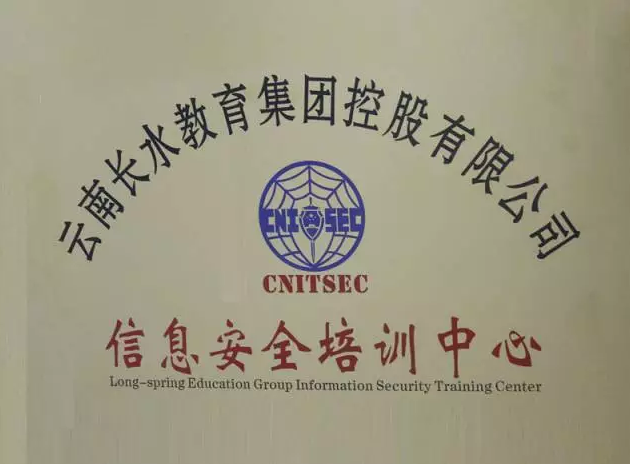 云南长水教育集团控股有限公司
CNITSEC
CNITSEC
信息安全培训中心
Long-spring Education Group Information Security Training Center